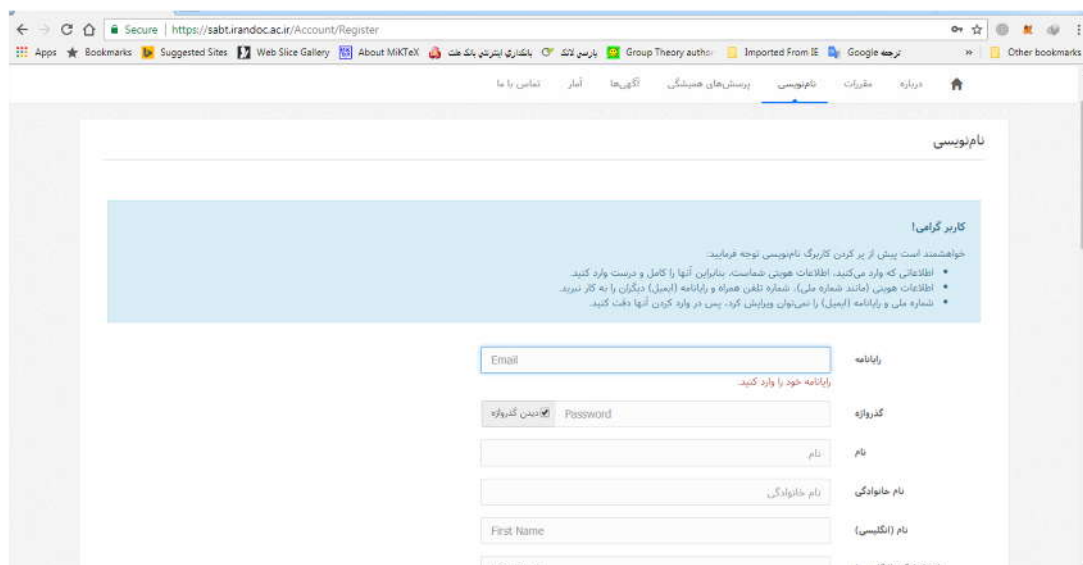 Secure | https://sabt.irandoc.ac.ir/Account/Register
Apps Bookmarks Suggested Sites Web Slice Gallery About MiKTeX بانکداری اینترنتی بانک ملت پارسی لاتک Group Theory autho Imported From IE Google ترجمه » Other bookmarks
درباره مقررات نام‌نویسی پرسش‌های همیشگی آگهی‌ها آمار تماس با ما
نام‌نویسی
کاربر گرامی!
خواهشمند است پیش از پر کردن کاربرگ نام‌نویسی توجه فرمایید:
اطلاعاتی که وارد می‌کنید، اطلاعات هویتی شماست، بنابراین آنها را کامل و درست وارد کنید.
اطلاعات هویتی (مانند شماره ملی)، شماره تلفن همراه و رایانامه (ایمیل) دیگران را به کار نبرید.
شماره ملی و رایانامه (ایمیل) را نمی‌توان ویرایش کرد، پس در وارد کردن آنها دقت کنید.
رایانامه Email
رایانامه خود را وارد کنید.
گذرواژه Password دیدن گذرواژه
نام نام
نام خانوادگی نام خانوادگی
نام (انگلیسی) First Name